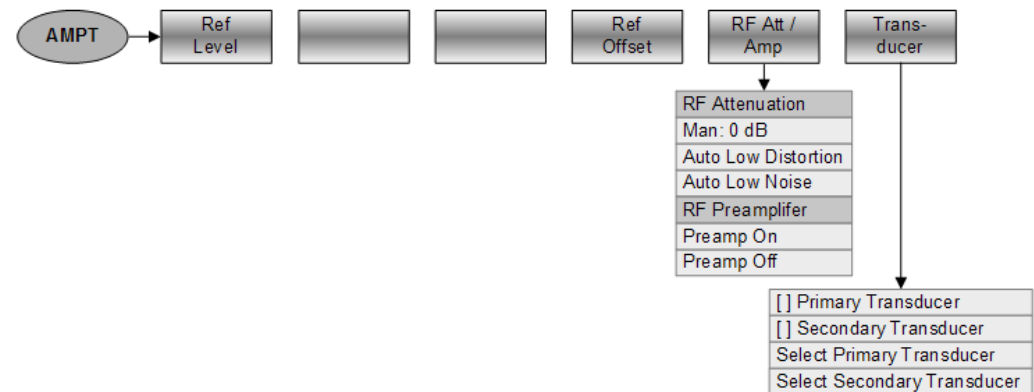 AMPT
Ref
Level
Ref
Offset
RF Att /
Amp
Trans-
ducer
RF Attenuation
Man: 0 dB
Auto Low Distortion
Auto Low Noise
RF Preamplifer
Preamp On
Preamp Off
[ ] Primary Transducer
[ ] Secondary Transducer
Select Primary Transducer
Select Secondary Transducer